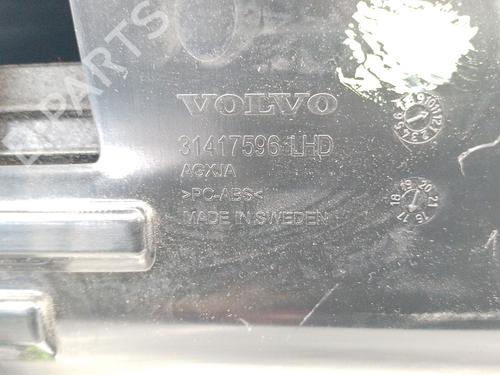 VOLVO
31417596 LHD
AGXJA
>PC-ABS<
MADE IN SWEDEN